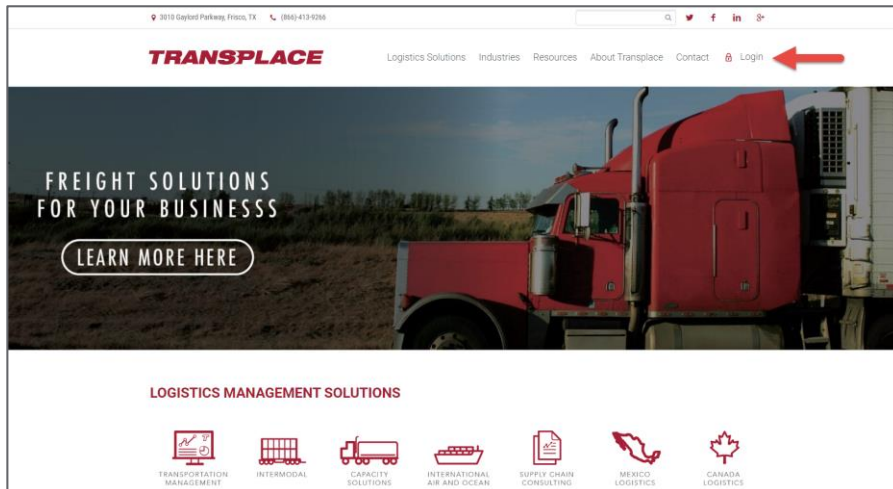 3010 Gaylord Parkway, Frisco, TX (866)-413-9266
TRANSPLACE
Logistics Solutions Industries Resources About Transplace Contact Login
FREIGHT SOLUTIONS
FOR YOUR BUSINESSS
LEARN MORE HERE
LOGISTICS MANAGEMENT SOLUTIONS
TRANSPORTATION MANAGEMENT
INTERMODAL
CAPACITY SOLUTIONS
INTERNATIONAL AIR AND OCEAN
SUPPLY CHAIN CONSULTING
MEXICO LOGISTICS
CANADA LOGISTICS